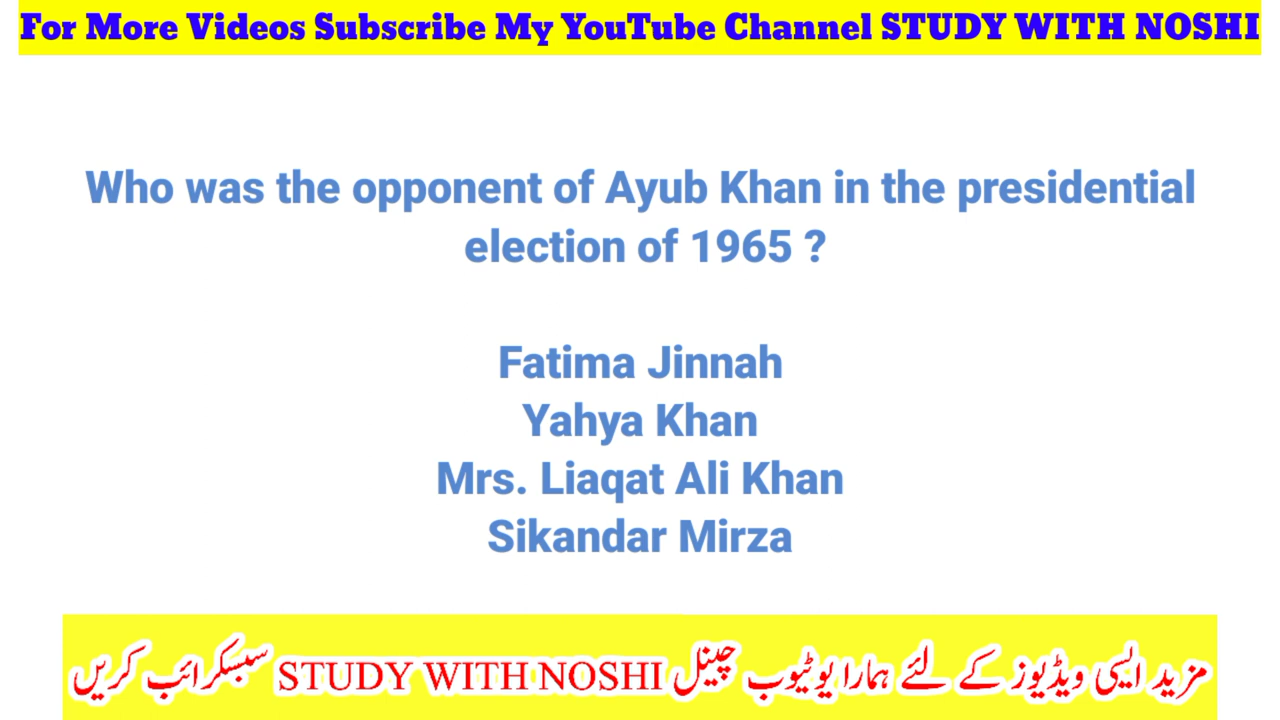 For More Videos Subscribe My YouTube Channel STUDY WITH NOSHI
Who was the opponent of Ayub Khan in the presidential
election of 1965 ?
Fatima Jinnah
Yahya Khan
Mrs. Liaqat Ali Khan
Sikandar Mirza
مزید ایسی ویڈیوز کے لئے ہمارا یوٹیوب چینل STUDY WITH NOSHI سبسکرائب کریں